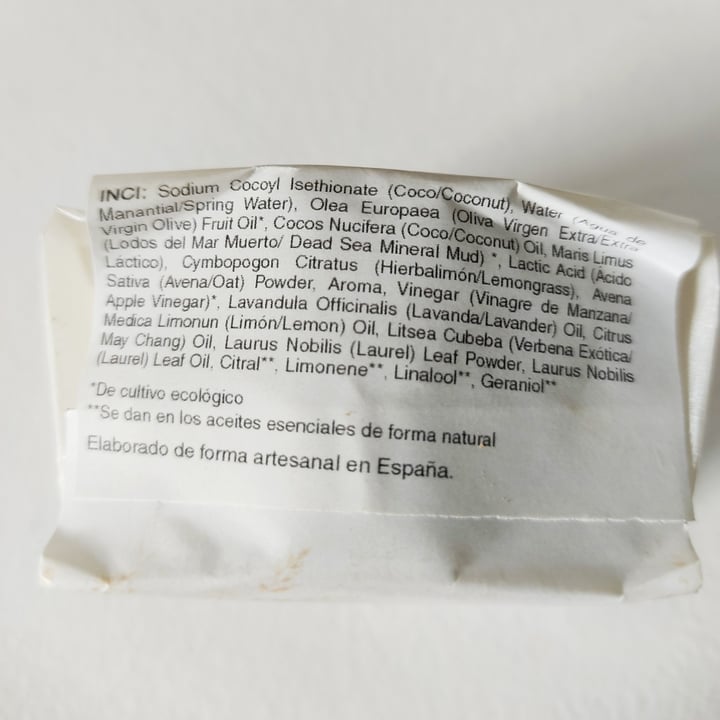 INCI: Sodium Cocoyl Isethionate (Coco/Coconut), Water (Agua de
Manantial/Spring Water), Olea Europaea (Oliva Virgen Extra/Extra
Virgin Olive) Fruit Oil*, Cocos Nucifera (Coco/Coconut) Oil, Maris Limus
(Lodos del Mar Muerto/ Dead Sea Mineral Mud) *, Lactic Acid (Ácido
Láctico), Cymbopogon Citratus (Hierbalimón/Lemongrass), Avena
Sativa (Avena/Oat) Powder, Aroma, Vinegar (Vinagre de Manzana/
Apple Vinegar)*, Lavandula Officinalis (Lavanda/Lavander) Oil, Citrus
Medica Limonun (Limón/Lemon) Oil, Litsea Cubeba (Verbena Exótica/
May Chang) Oil, Laurus Nobilis (Laurel) Leaf Powder, Laurus Nobilis
(Laurel) Leaf Oil, Citral**, Limonene**, Linalool**, Geraniol**
*De cultivo ecológico
**Se dan en los aceites esenciales de forma natural
Elaborado de forma artesanal en España.